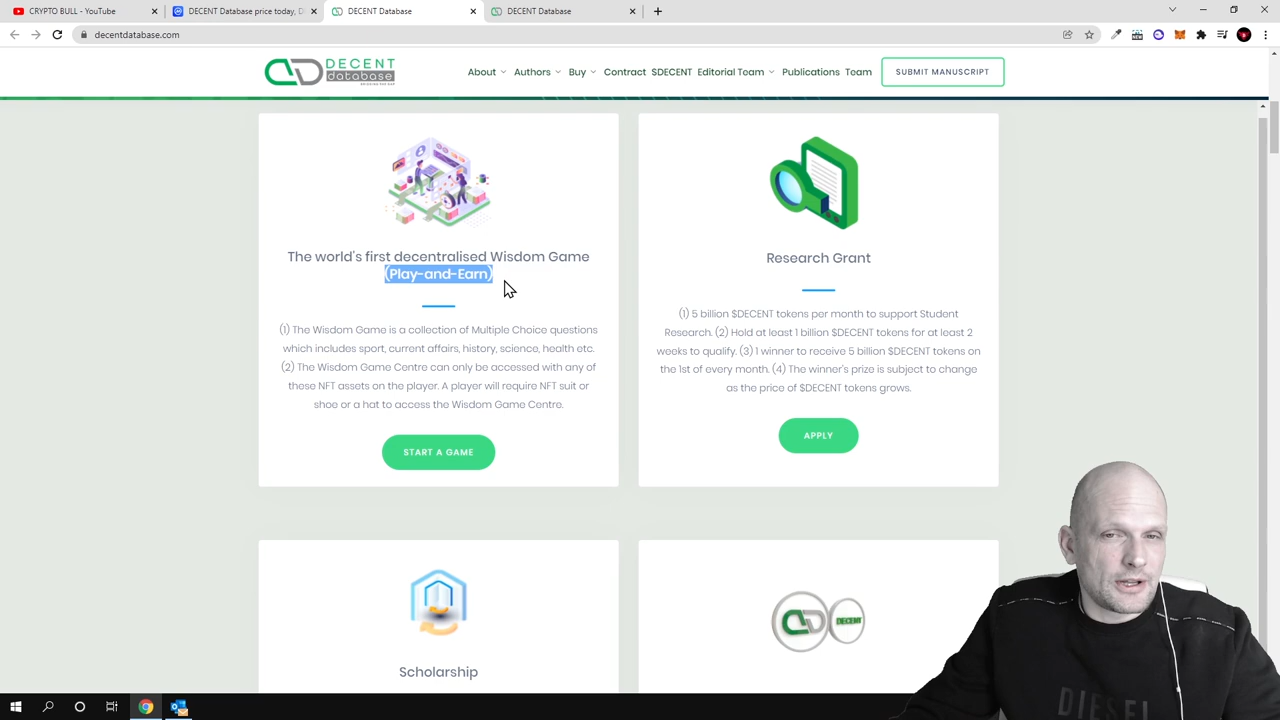 CRYPTO BULL - YouTube
DECENT Database price today, D
DECENT Database
DECENT Database
decentdatabase.com
DECENT
database
About
Authors
Buy
Contract
SDECENT
Editorial Team
Publications
Team
SUBMIT MANUSCRIPT
The world's first decentralised Wisdom Game
(Play-and-Earn)
(1) The Wisdom Game is a collection of Multiple Choice questions
which includes sport, current affairs, history, science, health etc.
(2) The Wisdom Game Centre can only be accessed with any of
these NFT assets on the player. A player will require NFT suit or
shoe or a hat to access the Wisdom Game Centre.
START A GAME
Research Grant
(1) 5 billion $DECENT tokens per month to support Student
Research. (2) Hold at least 1 billion $DECENT tokens for at least 2
weeks to qualify. (3) 1 winner to receive 5 billion $DECENT tokens on
the 1st of every month. (4) The winner's prize is subject to change
as the price of $DECENT tokens grows.
APPLY
Scholarship
DECENT
DIESEL